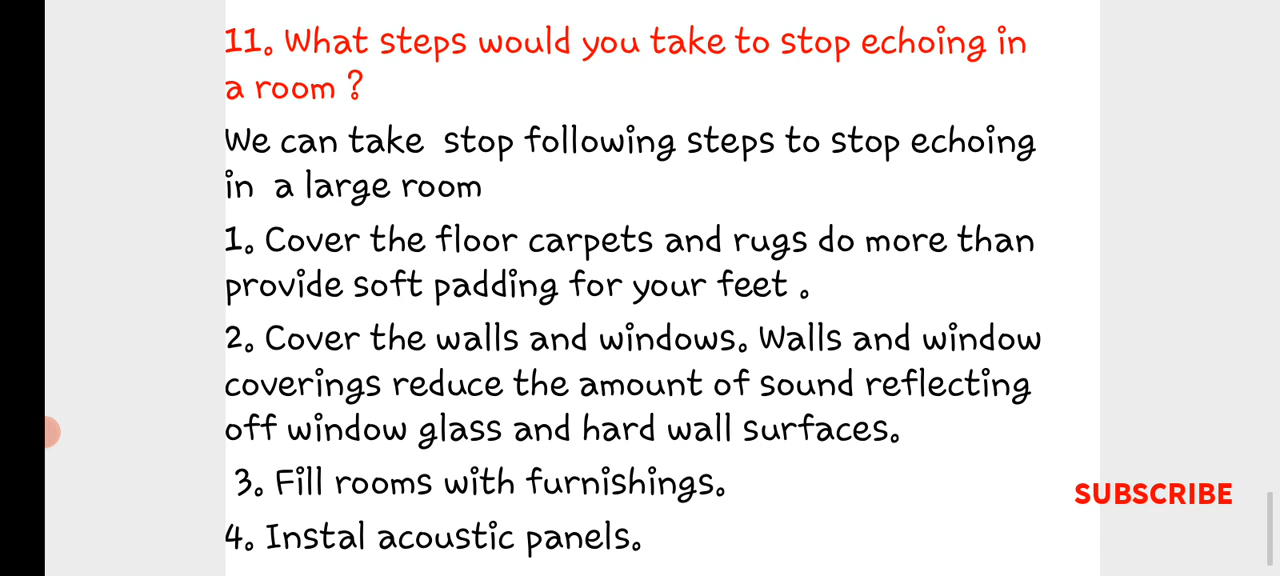 11. What steps would you take to stop echoing in
a room ?
We can take stop following steps to stop echoing
in a large room
1. Cover the floor carpets and rugs do more than
provide soft padding for your feet .
2. Cover the walls and windows. Walls and window
coverings reduce the amount of sound reflecting
off window glass and hard wall surfaces.
3. Fill rooms with furnishings.
SUBSCRIBE
4. Instal acoustic panels.